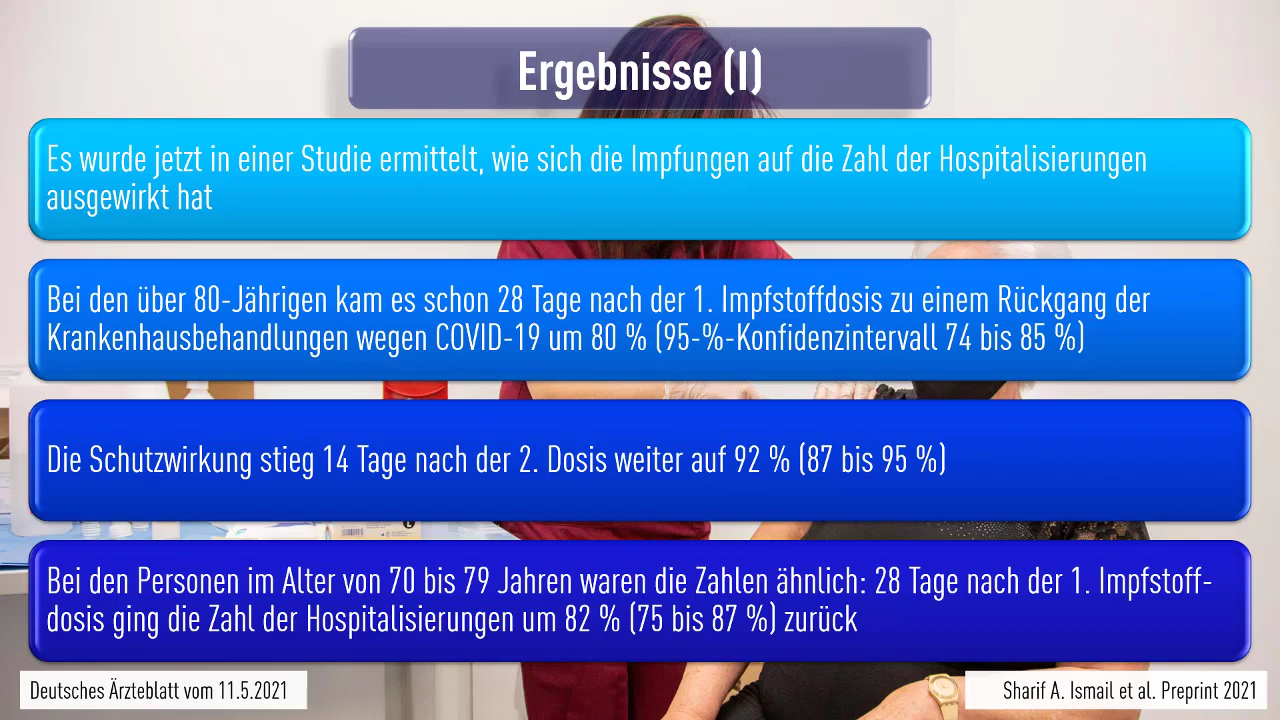 Ergebnisse (I)
Es wurde jetzt in einer Studie ermittelt, wie sich die Impfungen auf die Zahl der Hospitalisierungen
ausgewirkt hat
Bei den über 80-Jährigen kam es schon 28 Tage nach der 1. Impfstoffdosis zu einem Rückgang der
Krankenhausbehandlungen wegen COVID-19 um 80 % (95-%-Konfidenzintervall 74 bis 85 %)
Die Schutzwirkung stieg 14 Tage nach der 2. Dosis weiter auf 92 % (87 bis 95 %)
Bei den Personen im Alter von 70 bis 79 Jahren waren die Zahlen ähnlich: 28 Tage nach der 1. Impfstoff-
dosis ging die Zahl der Hospitalisierungen um 82 % (75 bis 87 %) zurück
Deutsches Ärzteblatt vom 11.5.2021
Sharif A. Ismail et al. Preprint 2021